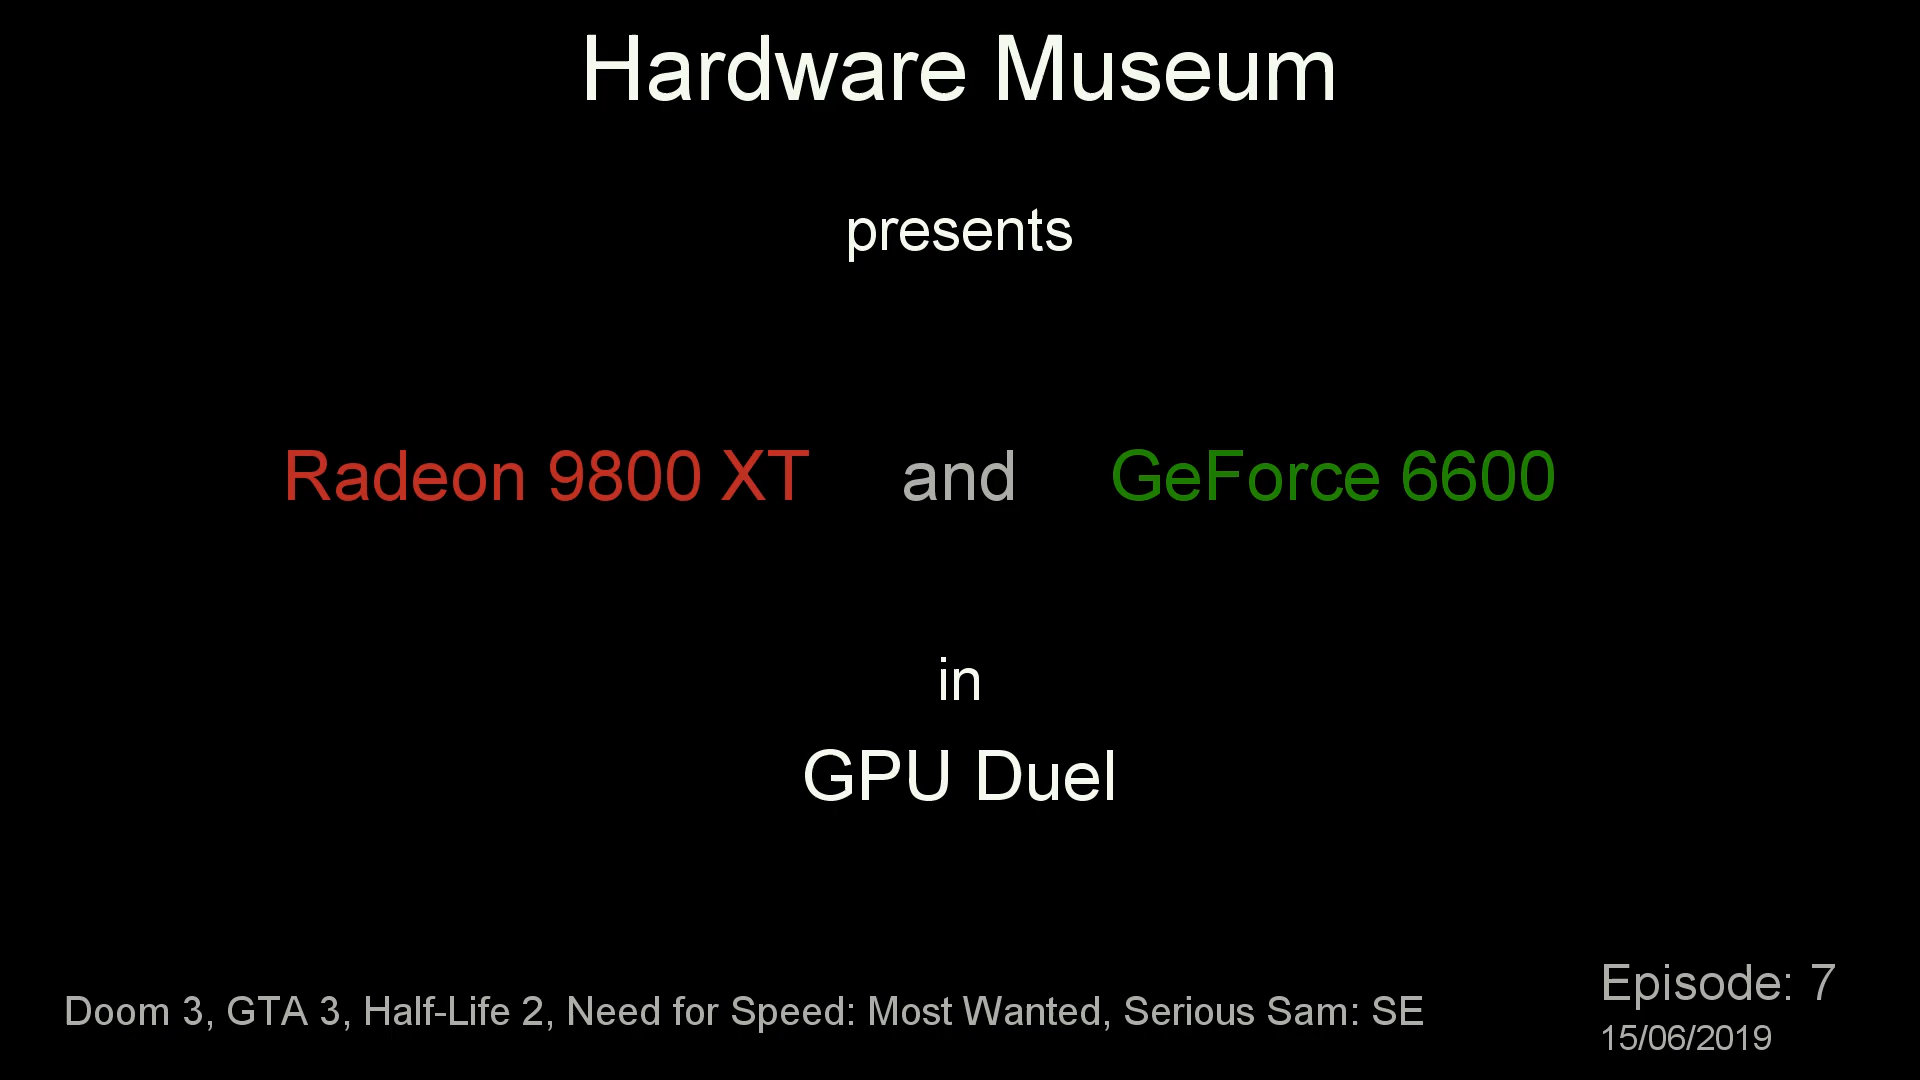 Hardware Museum
presents
Radeon 9800 XT and GeForce 6600
in
GPU Duel
Doom 3, GTA 3, Half-Life 2, Need for Speed: Most Wanted, Serious Sam: SE
Episode: 7
15/06/2019